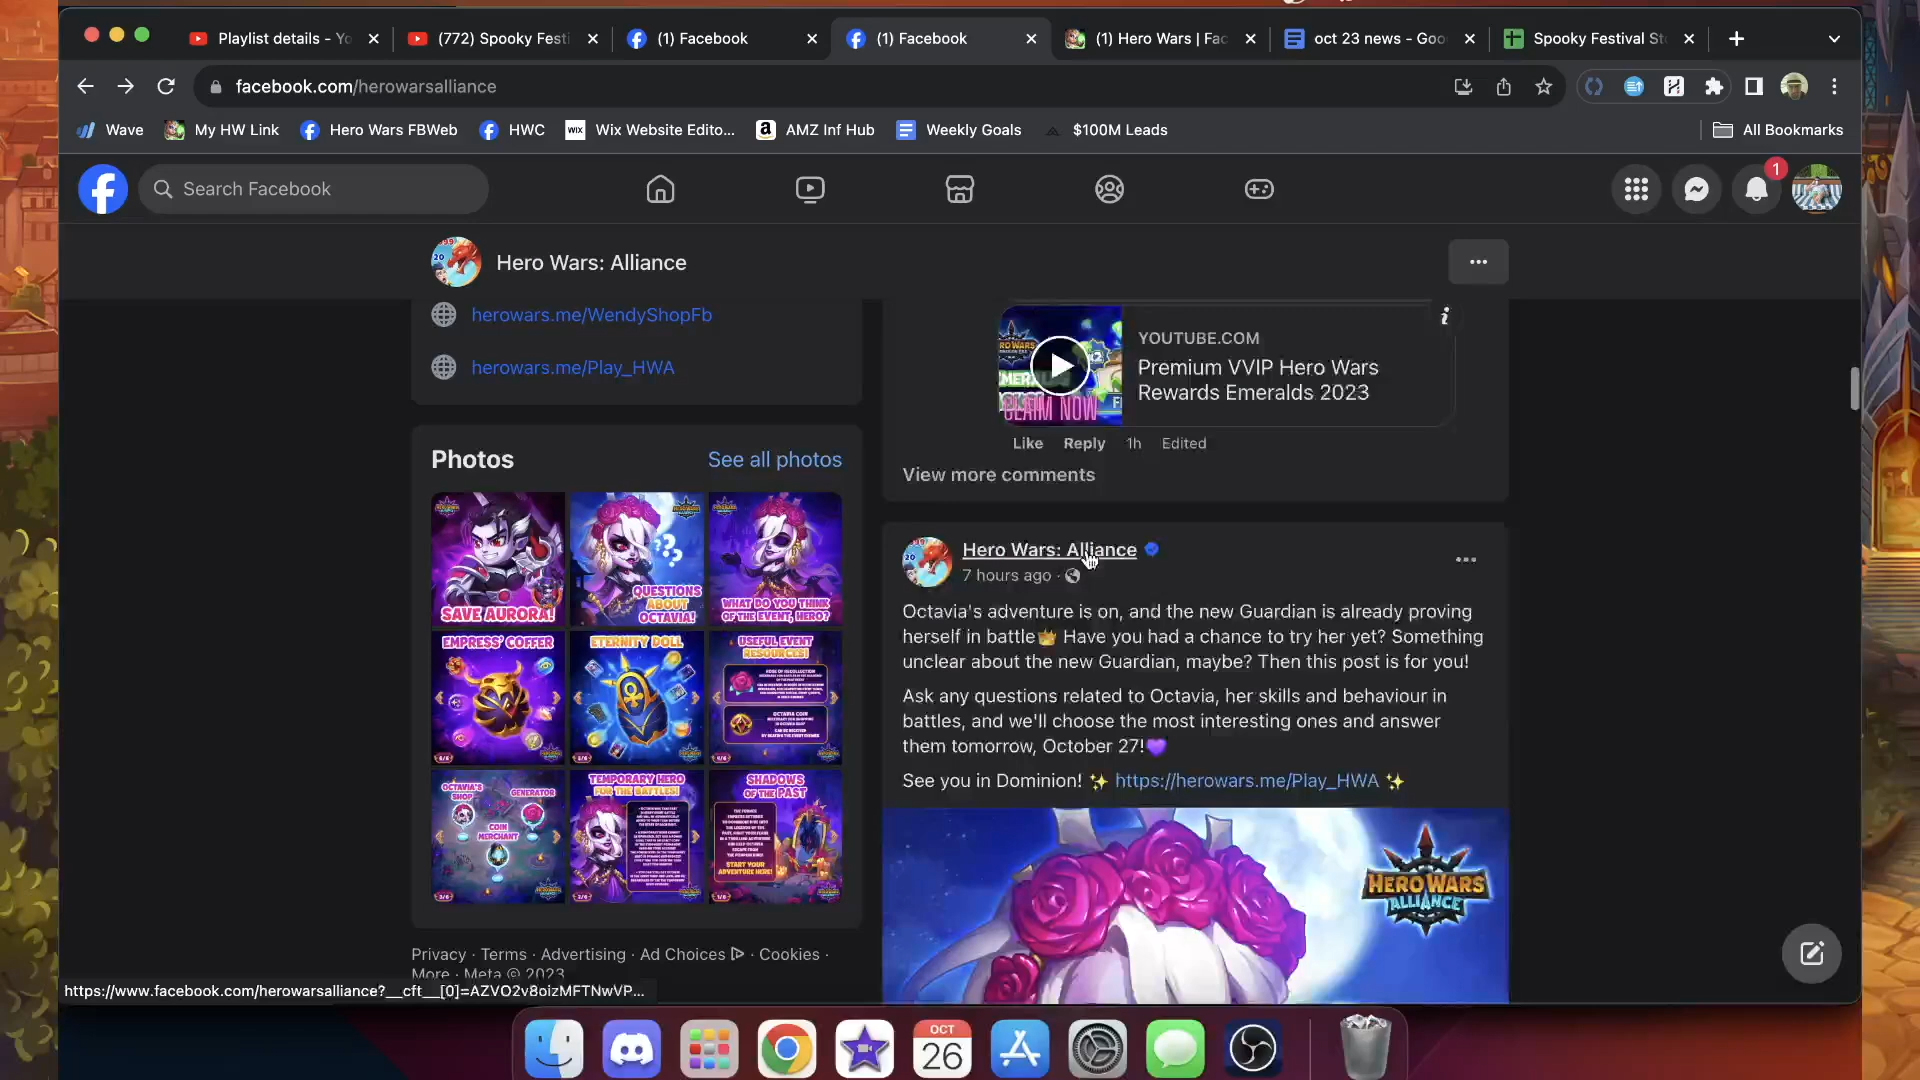 Playlist details - Yo
(772) Spooky Festi
(1) Facebook
(1) Facebook
(1) Hero Wars | Fac
oct 23 news - Goo
Spooky Festival St
facebook.com/herowarsalliance
Wave
My HW Link
Hero Wars FBWeb
HWC
WIX
Wix Website Edito...
AMZ Inf Hub
Weekly Goals
$100M Leads
All Bookmarks
Search Facebook
1
Hero Wars: Alliance
herowars.me/WendyShopFb
herowars.me/Play_HWA
YOUTUBE.COM
Premium VVIP Hero Wars
Rewards Emeralds 2023
CLAIM NOW
Like Reply 1h Edited
View more comments
Photos
See all photos
SAVE AURORA!
QUESTIONS
ABOUT
OCTAVIA!
WHAT DO YOU THINK
OF THE EVENT, HERO?
EMPRESS' COFFER
ETERNITY DOLL
USEFUL EVENT
RESOURCES!
OCTAVIA'S
SHOP
GENERATOR
COIN
MERCHANT
TEMPORARY HERO
FOR THE BATTLES!
SHADOWS
OF THE PAST
START YOUR
ADVENTURE HERE!
Hero Wars: Alliance
7 hours ago ·
Octavia's adventure is on, and the new Guardian is already proving
herself in battle👑 Have you had a chance to try her yet? Something
unclear about the new Guardian, maybe? Then this post is for you!
Ask any questions related to Octavia, her skills and behaviour in
battles, and we'll choose the most interesting ones and answer
them tomorrow, October 27!💜
See you in Dominion! ✨ https://herowars.me/Play_HWA ✨
HERO WARS
ALLIANCE
Privacy · Terms · Advertising · Ad Choices · Cookies ·
More · Meta © 2023
https://www.facebook.com/herowarsalliance?__cft__[0]=AZVO2v8oizMFTNwVP...
OCT
26